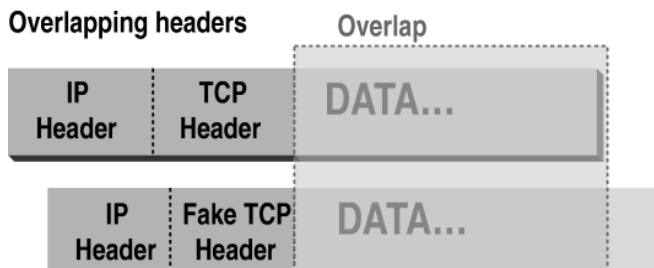 Overlapping headers
Overlap
IP Header
TCP Header
DATA...
IP Header
Fake TCP Header
DATA...